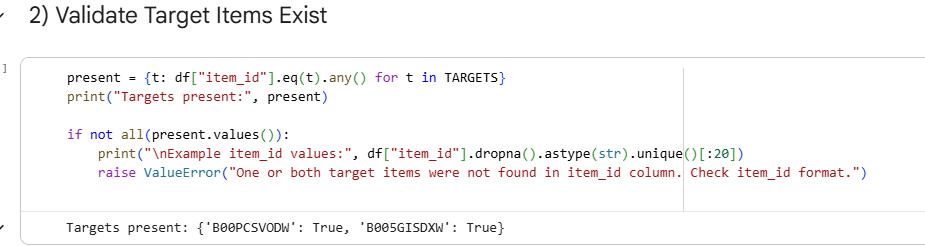 2) Validate Target Items Exist
]
present = {t: df["item_id"].eq(t).any() for t in TARGETS}
print("Targets present:", present)
if not all(present.values()):
print("\nExample item_id values:", df["item_id"].dropna().astype(str).unique()[:20])
raise ValueError("One or both target items were not found in item_id column. Check item_id format.")
Targets present: {'B00PCSVODW': True, 'B005GISDXW': True}